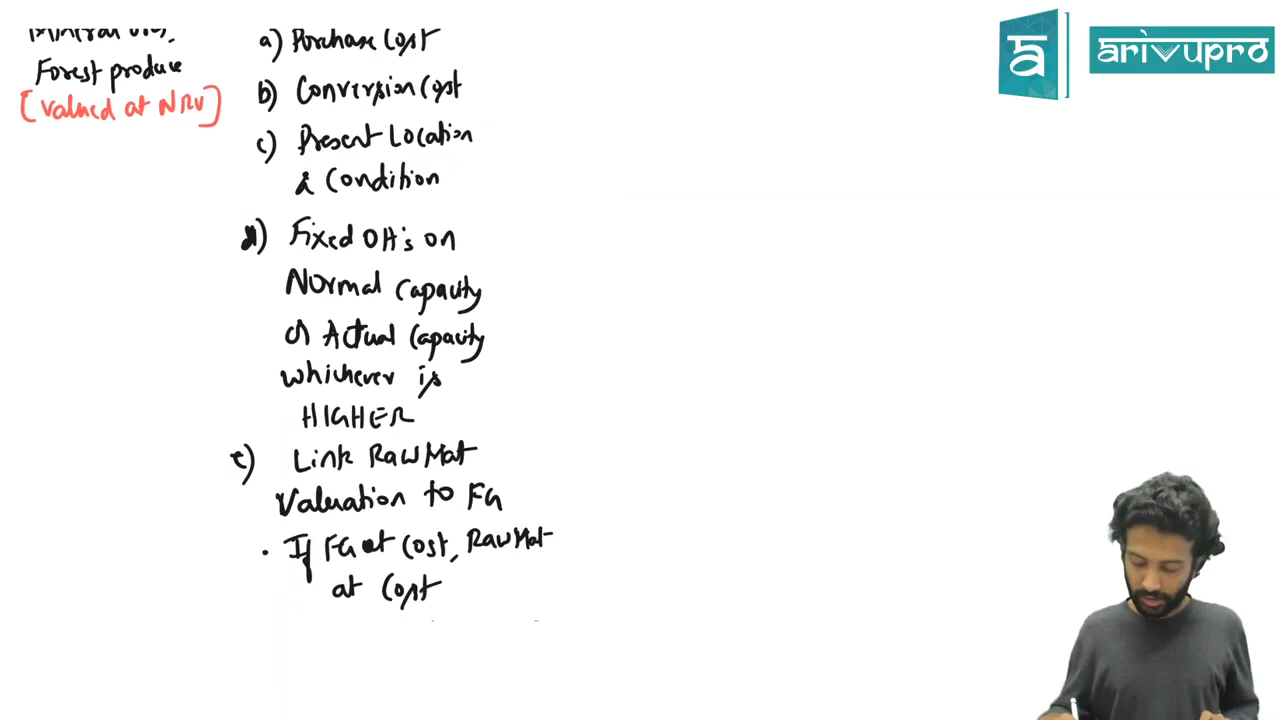 Forest produce
[Valued at NRV]
a) Purchase Cost
b) Conversion Cost
c) Present Location
& Condition
d) Fixed OH's on
Normal Capacity
or Actual Capacity
whichever is
HIGHER
e) Link Raw Mat
Valuation to FG
• If FG at Cost, Raw Mat
at Cost
arivupro